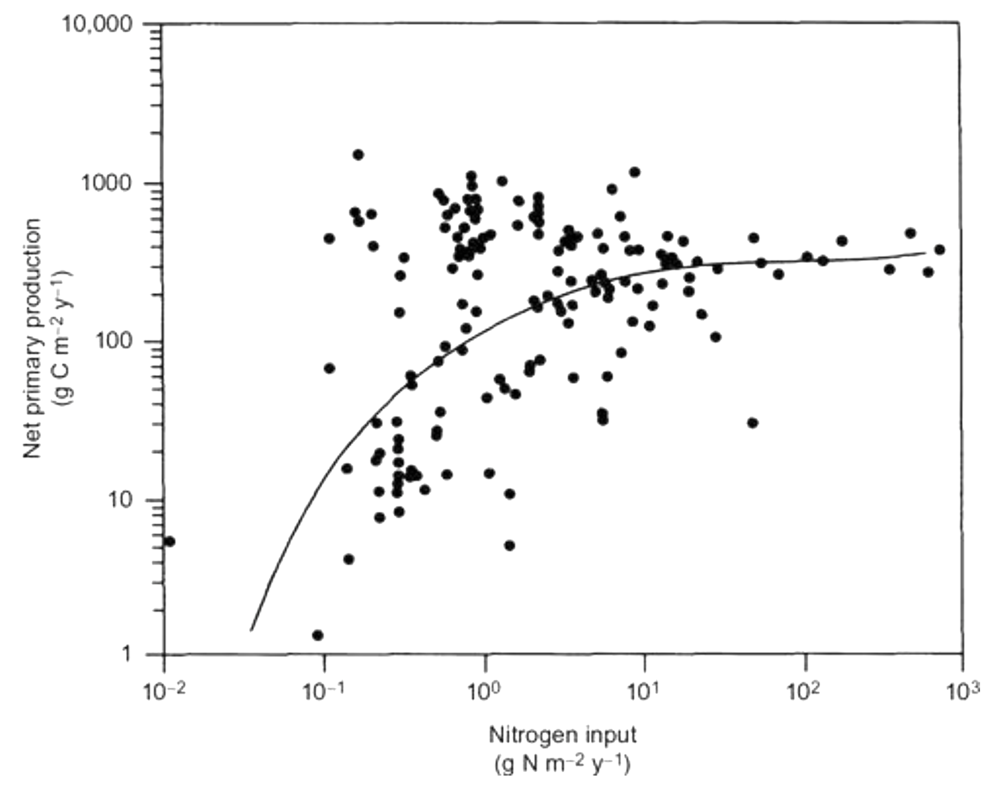 Net primary production
(g C m⁻² y⁻¹)
10,000
1000
100
10
1
10⁻² 10⁻¹ 10⁰ 10¹ 10² 10³
Nitrogen input
(g N m⁻² y⁻¹)